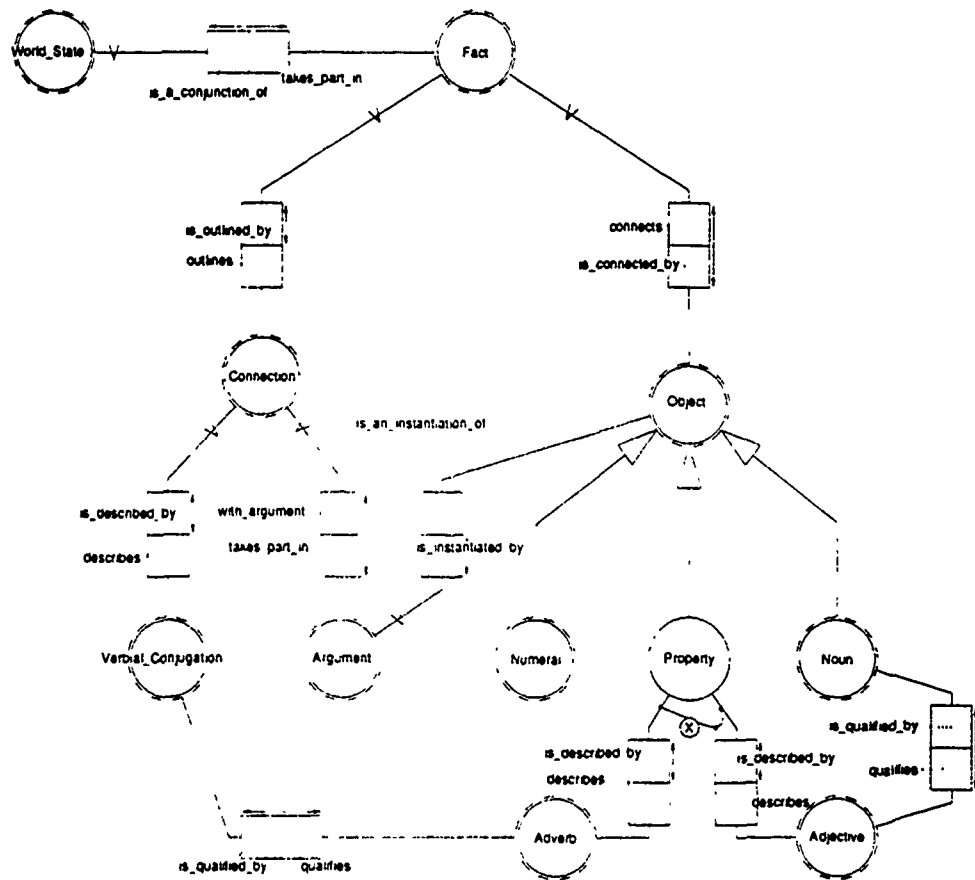 World_State
Fact
takes_part_in
is_a_conjunction_of
is_outlined_by
connects
outlines
is_connected_by
Connection
Object
is_an_instantiation_of
is_described_by
with_argument
describes
takes_part_in
is_instantiated_by
Verbial_Conjugation
Argument
Numeral
Property
Noun
is_qualified_by
X
is_described_by
is_described_by
describes
qualifies
describes
Adverb
Adjective
is_qualified_by
qualifies